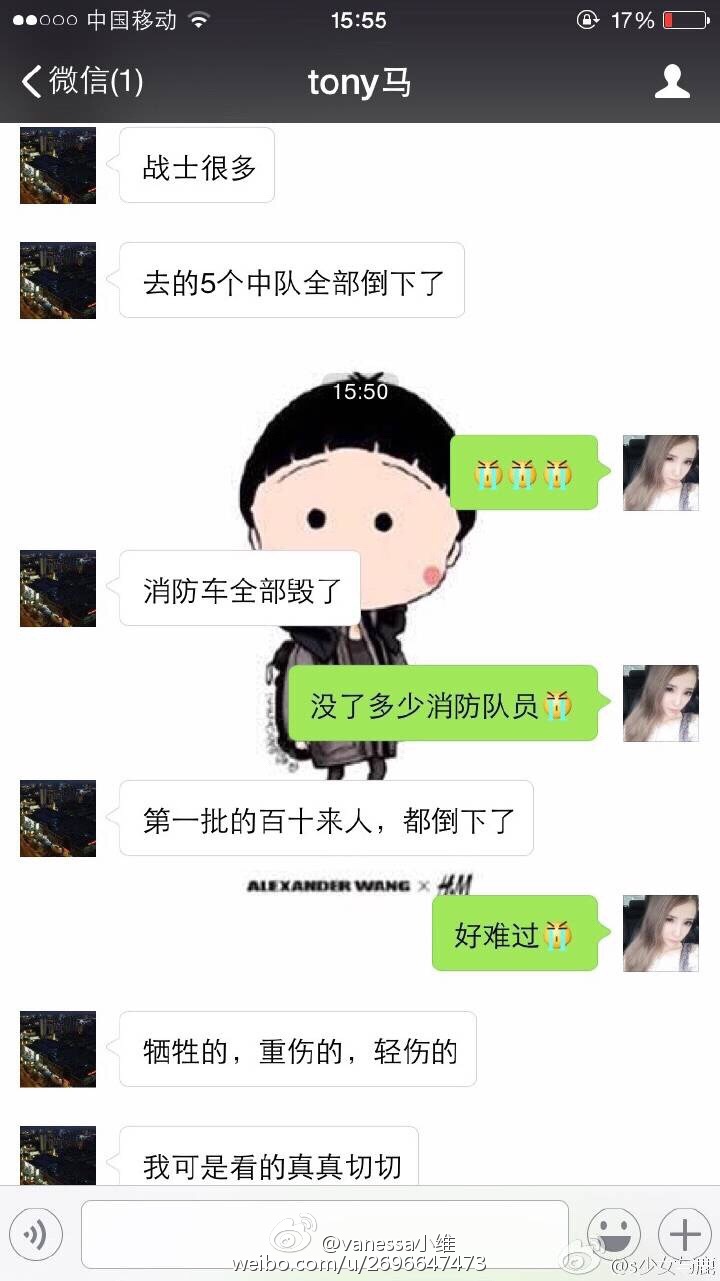 中国移动 15:55 17%
微信(1) tony马
战士很多
去的5个中队全部倒下了
15:50
😭😭😭
消防车全部毁了
没了多少消防队员😭
第一批的百十来人，都倒下了
ALEXANDER WANG × H&M
好难过😭
牺牲的，重伤的，轻伤的
我可是看的真真切切
@vanessa小维
weibo.com/u/2696647473
@s少女与鹿